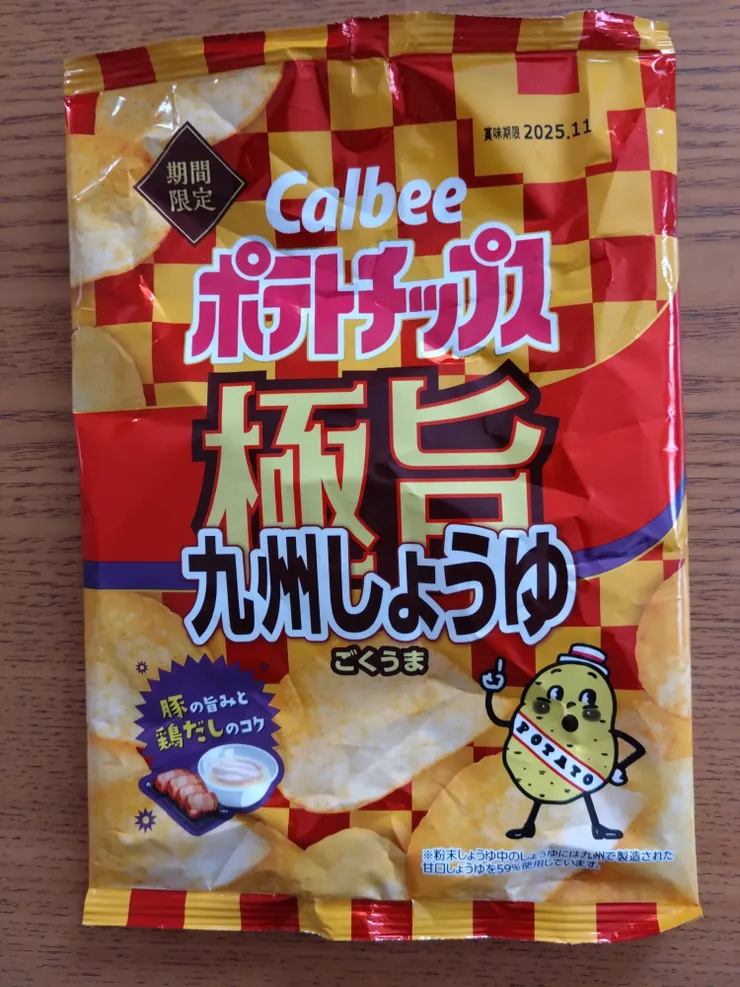 賞味期限 2025.11
期間
限定
Calbee
ポテトチップス
極旨
九州しょうゆ
ごくうま
豚の旨みと
鶏だしのコク
POTATO
※粉末しょうゆ中のしょうゆには九州で製造された
甘口しょうゆを59%使用しています。